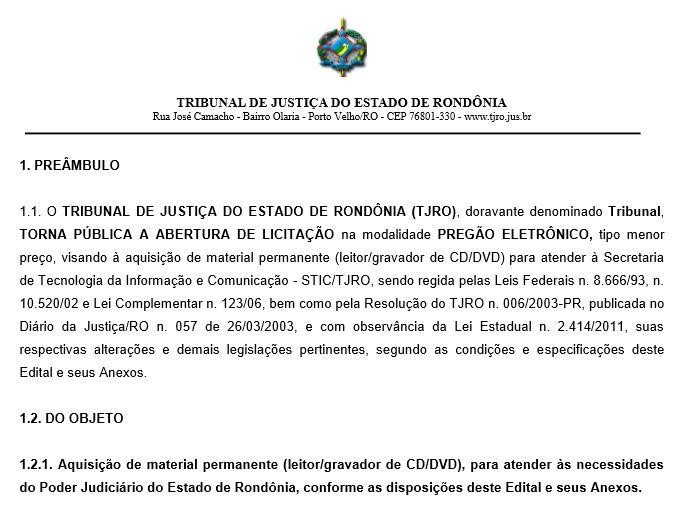 TRIBUNAL DE JUSTIÇA DO ESTADO DE RONDÔNIA
Rua José Camacho - Bairro Olaria - Porto Velho/RO - CEP 76801-330 - www.tjro.jus.br
1. PREÂMBULO
1.1. O TRIBUNAL DE JUSTIÇA DO ESTADO DE RONDÔNIA (TJRO), doravante denominado Tribunal,
TORNA PÚBLICA A ABERTURA DE LICITAÇÃO na modalidade PREGÃO ELETRÔNICO, tipo menor
preço, visando à aquisição de material permanente (leitor/gravador de CD/DVD) para atender à Secretaria
de Tecnologia da Informação e Comunicação - STIC/TJRO, sendo regida pelas Leis Federais n. 8.666/93, n.
10.520/02 e Lei Complementar n. 123/06, bem como pela Resolução do TJRO n. 006/2003-PR, publicada no
Diário da Justiça/RO n. 057 de 26/03/2003, e com observância da Lei Estadual n. 2.414/2011, suas
respectivas alterações e demais legislações pertinentes, segundo as condições e especificações deste
Edital e seus Anexos.
1.2. DO OBJETO
1.2.1. Aquisição de material permanente (leitor/gravador de CD/DVD), para atender às necessidades
do Poder Judiciário do Estado de Rondônia, conforme as disposições deste Edital e seus Anexos.